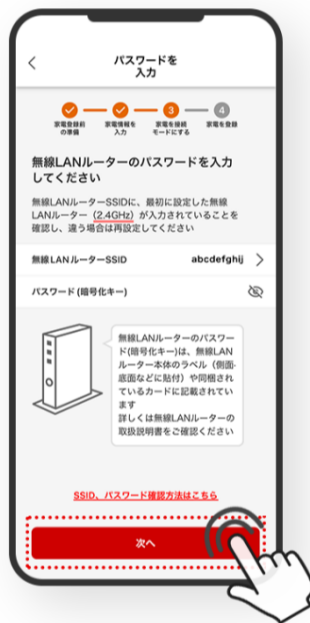 パスワードを
入力
3
4
家電登録前
の準備
家電情報を
入力
家電を接続
モードにする
家電を登録
無線LANルーターのパスワードを入力
してください
無線LANルーターSSIDに、最初に設定した無線
LANルーター（2.4GHz）が入力されていることを
確認し、違う場合は再設定してください
無線LANルーターSSID abcdefghij
パスワード(暗号化キー)
無線LANルーターのパスワー
ド(暗号化キー)は、無線LAN
ルーター本体のラベル（側面・
底面などに貼付）や同梱され
ているカードに記載されてい
ます
詳しくは無線LANルーターの
取扱説明書をご確認ください
SSID、パスワード確認方法はこちら
次へ